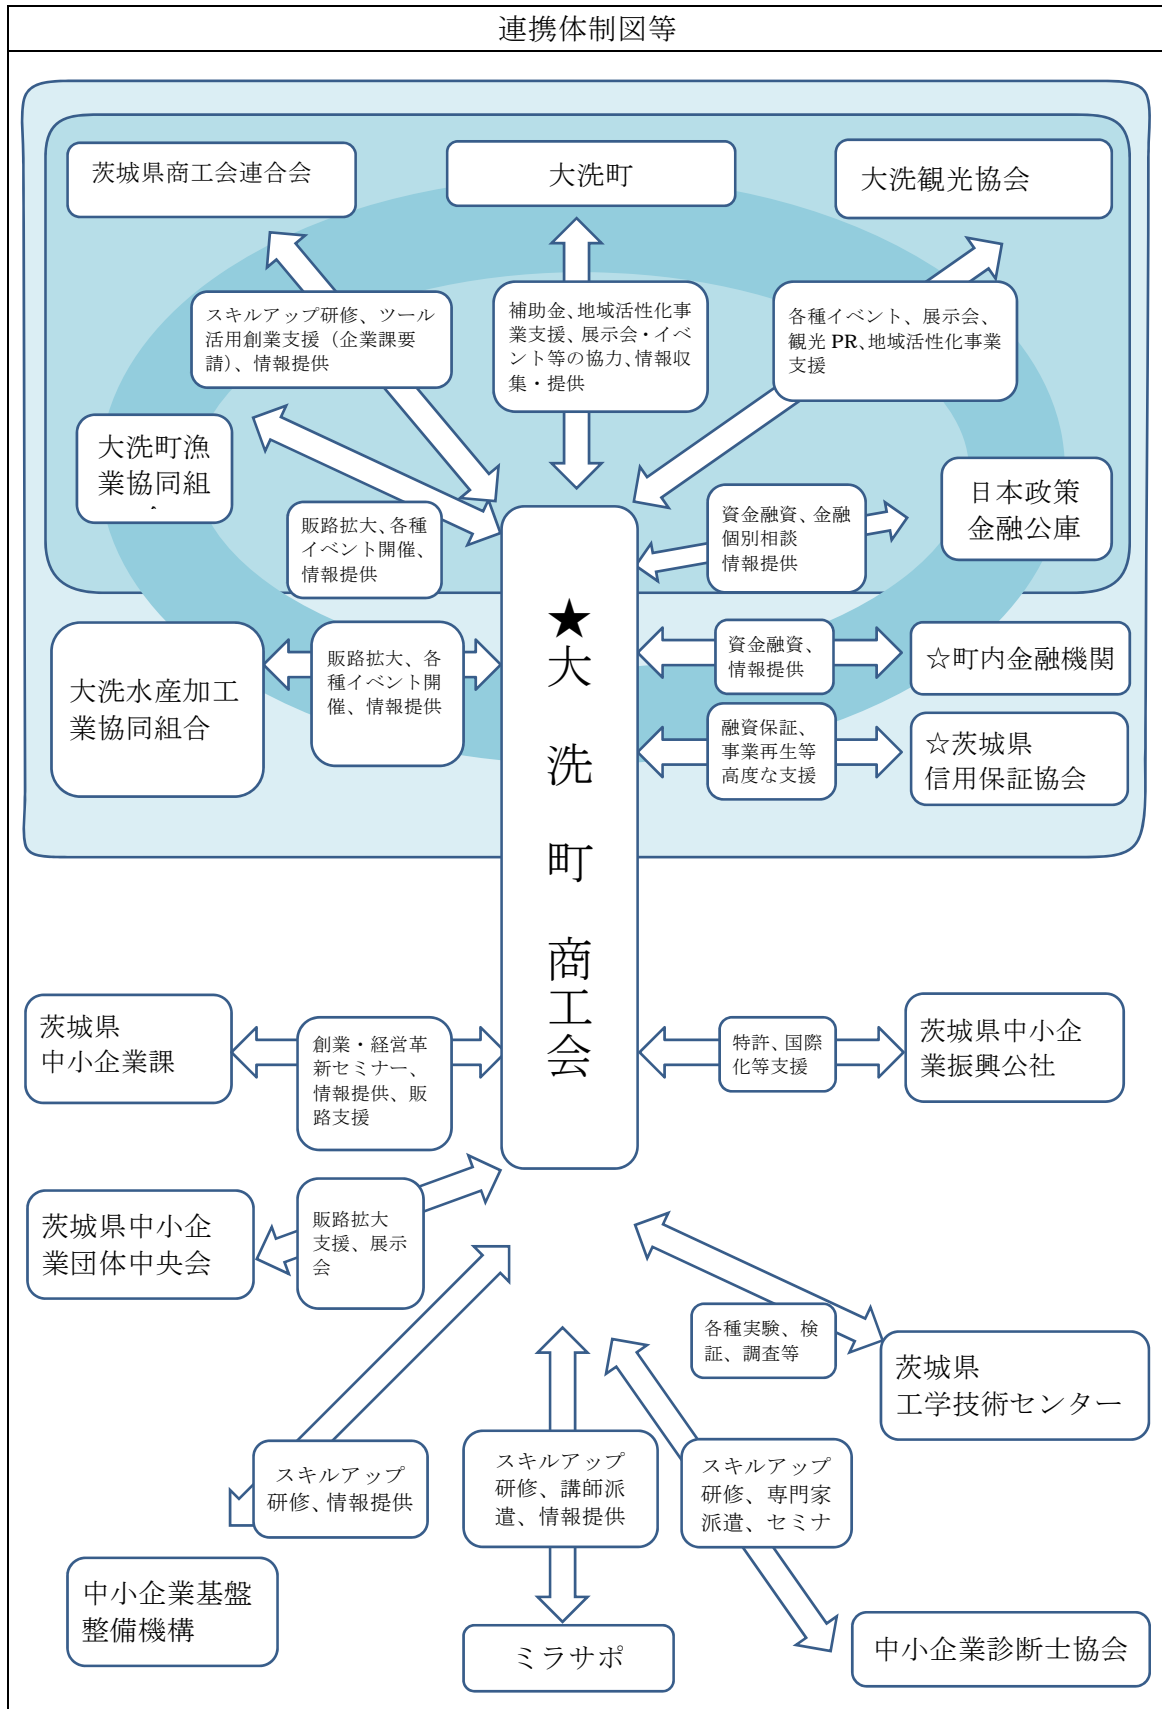 連携体制図等
茨城県商工会連合会
大洗町
大洗観光協会
スキルアップ研修、ツール
活用創業支援（企業課要
請）、情報提供
補助金、地域活性化事
業支援、展示会・イベ
ント等の協力、情報収
集・提供
各種イベント、展示会、
観光 PR、地域活性化事業
支援
大洗町漁
業協同組
販路拡大、各種
イベント開催、
情報提供
資金融資、金融
個別相談
情報提供
日本政策
金融公庫
★大洗町商工会
大洗水産加工
業協同組合
販路拡大、各
種イベント開
催、情報提供
資金融資、
情報提供
☆町内金融機関
融資保証、
事業再生等
高度な支援
☆茨城県
信用保証協会
茨城県
中小企業課
創業・経営革
新セミナー、
情報提供、販
路支援
特許、国際
化等支援
茨城県中小企
業振興公社
茨城県中小企
業団体中央会
販路拡大
支援、展示
会
各種実験、検
証、調査等
茨城県
工学技術センター
スキルアップ
研修、情報提供
スキルアップ
研修、講師派
遣、情報提供
スキルアップ
研修、専門家
派遣、セミナ
中小企業基盤
整備機構
ミラサポ
中小企業診断士協会